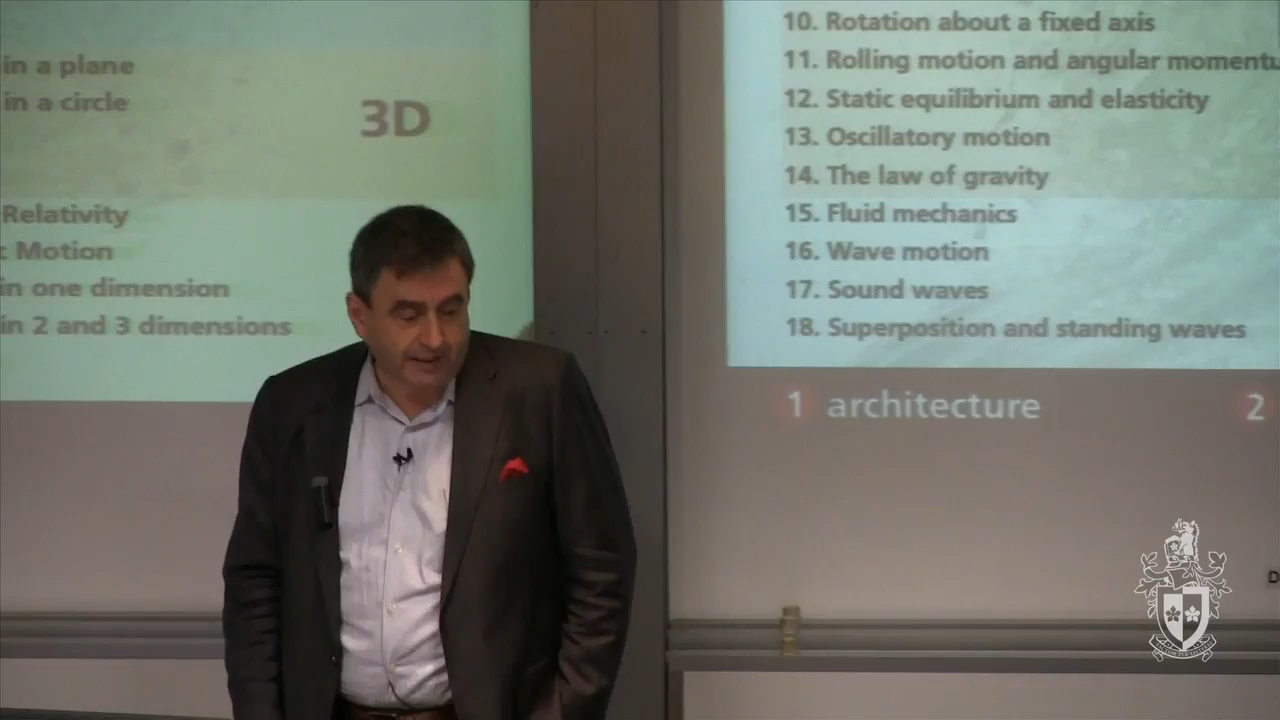 in a plane
in a circle
3D
Relativity
Motion
in one dimension
in 2 and 3 dimensions
10. Rotation about a fixed axis
11. Rolling motion and angular momentu
12. Static equilibrium and elasticity
13. Oscillatory motion
14. The law of gravity
15. Fluid mechanics
16. Wave motion
17. Sound waves
18. Superposition and standing waves
1 architecture
2